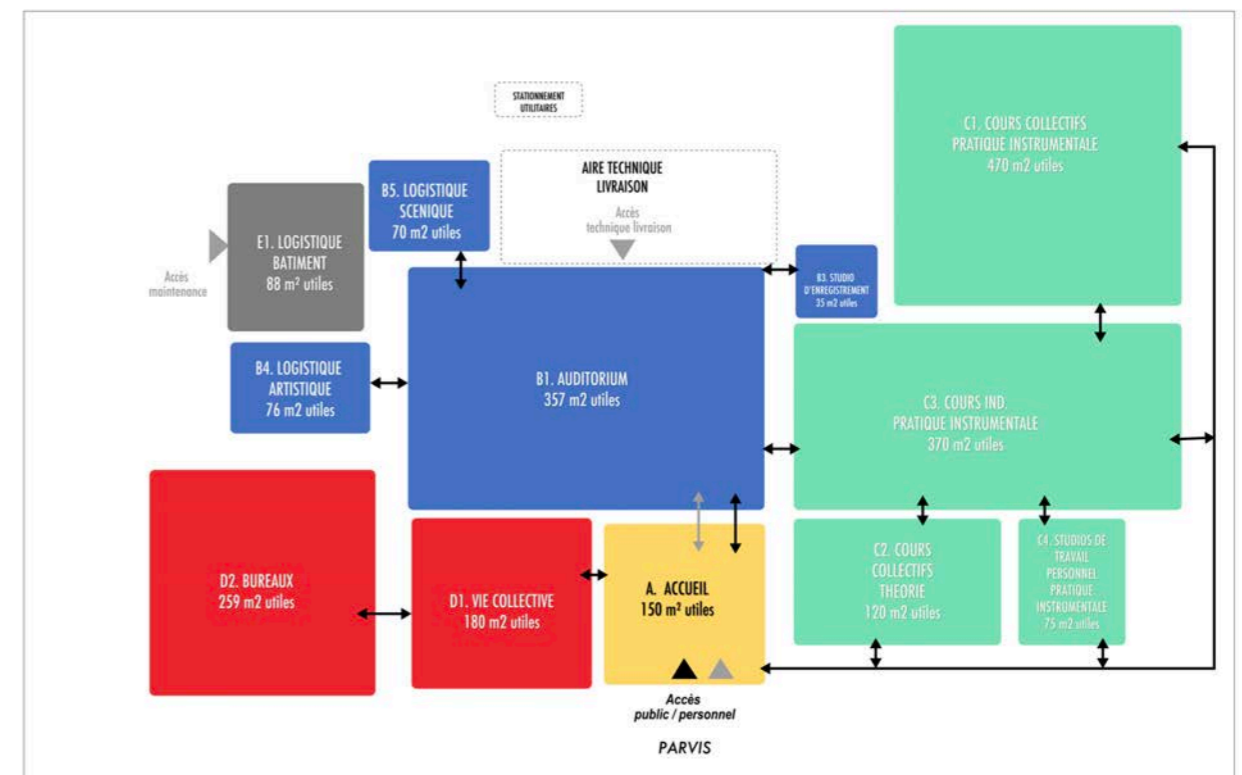 STATIONNEMENT
UTILITAIRES
C1. COURS COLLECTIFS
PRATIQUE INSTRUMENTALE
470 m2 utiles
AIRE TECHNIQUE
LIVRAISON
Accès
technique livraison
B5. LOGISTIQUE
SCENIQUE
70 m2 utiles
E1. LOGISTIQUE
BATIMENT
88 m² utiles
Accès
maintenance
B3. STUDIO
D'ENREGISTREMENT
35 m2 utiles
B4. LOGISTIQUE
ARTISTIQUE
76 m2 utiles
B1. AUDITORIUM
357 m2 utiles
C3. COURS IND.
PRATIQUE INSTRUMENTALE
370 m2 utiles
D2. BUREAUX
259 m2 utiles
D1. VIE COLLECTIVE
180 m2 utiles
A. ACCUEIL
150 m² utiles
C2. COURS
COLLECTIFS
THEORIE
120 m2 utiles
C4. STUDIOS DE
TRAVAIL
PERSONNEL
PRATIQUE
INSTRUMENTALE
75 m2 utiles
Accès
public / personnel
PARVIS